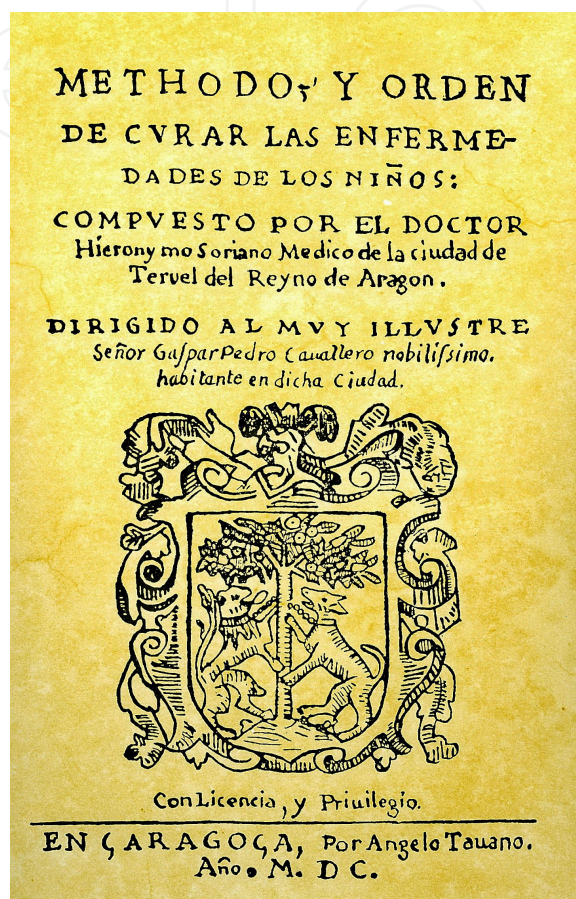 METHODO, Y ORDEN
DE CVRAR LAS ENFERME-
DADES DE LOS NIÑOS:
COMPVESTO POR EL DOCTOR
Hieronymo Soriano Medico de la ciudad de
Teruel del Reyno de Aragon.
DIRIGIDO AL MVY ILLVSTRE
Señor Gaſpar Pedro Cauallero nobiliſsimo.
habitante en dicha Ciudad.
Con Licencia, y Priuilegio.
EN ÇARAGOÇA, Por Angelo Tauano.
Año. M. D C.